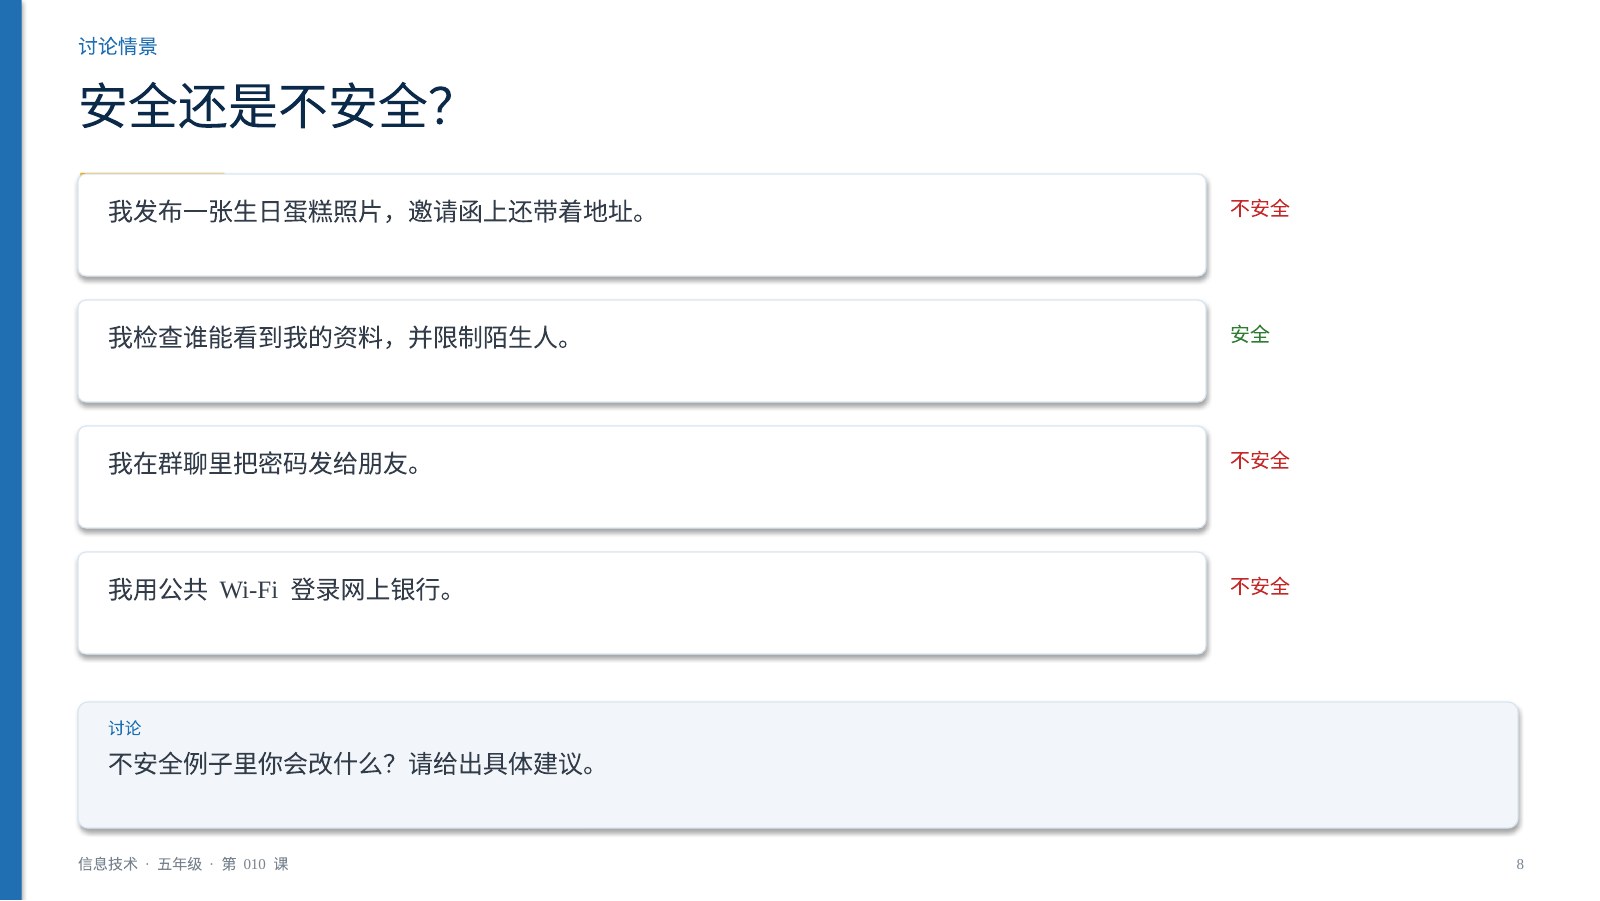 讨论情景
安全还是不安全？
我发布一张生日蛋糕照片，邀请函上还带着地址。
不安全
我检查谁能看到我的资料，并限制陌生人。
安全
我在群聊里把密码发给朋友。
不安全
我用公共 Wi-Fi 登录网上银行。
不安全
讨论
不安全例子里你会改什么？请给出具体建议。
信息技术 · 五年级 · 第 010 课
8